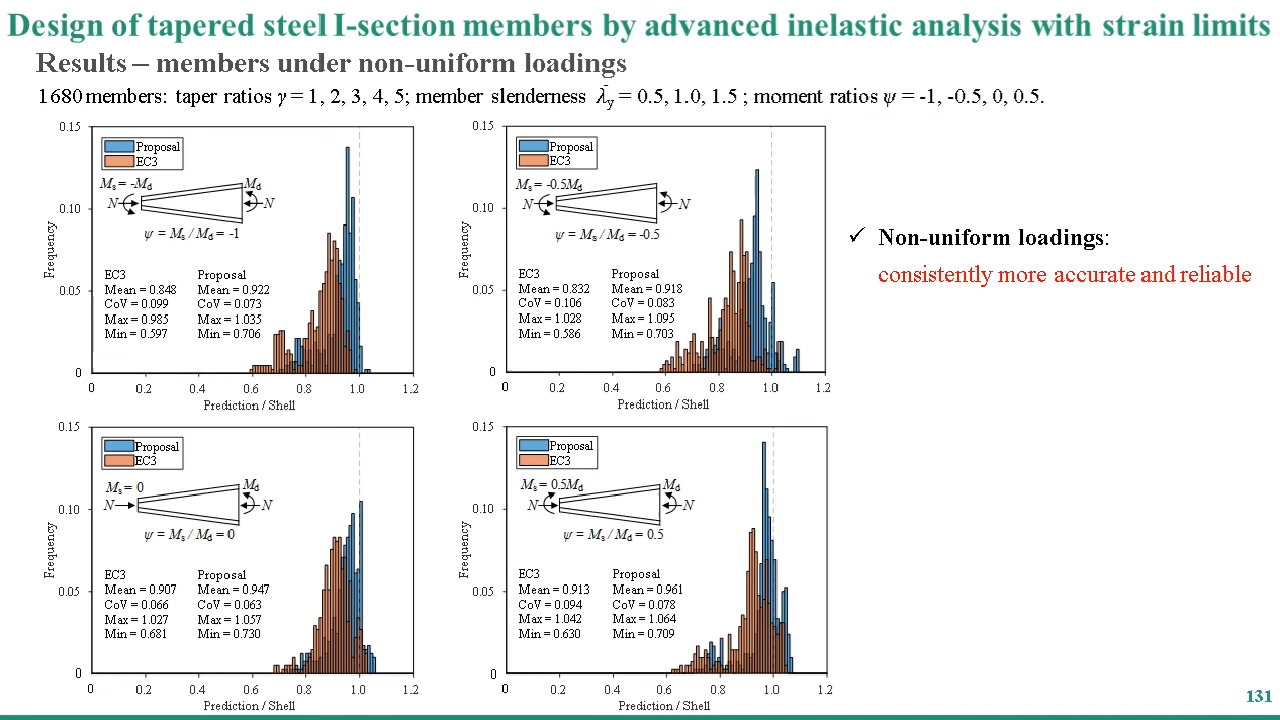 Design of tapered steel I-section members by advanced inelastic analysis with strain limits
Results – members under non-uniform loadings
1680 members: taper ratios γ = 1, 2, 3, 4, 5; member slenderness λ̄y = 0.5, 1.0, 1.5 ; moment ratios ψ = -1, -0.5, 0, 0.5.
0.15
0.10
0.05
0
Frequency
Proposal
EC3
Ms = -Md
Md
N
N
ψ = Ms / Md = -1
EC3
Mean = 0.848
CoV = 0.099
Max = 0.985
Min = 0.597
Proposal
Mean = 0.922
CoV = 0.073
Max = 1.035
Min = 0.706
0 0.2 0.4 0.6 0.8 1.0 1.2
Prediction / Shell
0.15
0.10
0.05
0
Frequency
Proposal
EC3
Ms = -0.5Md
N
N
ψ = Ms / Md = -0.5
EC3
Mean = 0.832
CoV = 0.106
Max = 1.028
Min = 0.586
Proposal
Mean = 0.918
CoV = 0.083
Max = 1.095
Min = 0.703
0 0.2 0.4 0.6 0.8 1.0 1.2
Prediction / Shell
✓ Non-uniform loadings:
consistently more accurate and reliable
0.15
0.10
0.05
0
Frequency
Proposal
EC3
Ms = 0
Md
N
N
ψ = Ms / Md = 0
EC3
Mean = 0.907
CoV = 0.066
Max = 1.027
Min = 0.681
Proposal
Mean = 0.947
CoV = 0.063
Max = 1.057
Min = 0.730
0 0.2 0.4 0.6 0.8 1.0 1.2
Prediction / Shell
0.15
0.10
0.05
0
Frequency
Proposal
EC3
Ms = 0.5Md
Md
N
N
ψ = Ms / Md = 0.5
EC3
Mean = 0.913
CoV = 0.094
Max = 1.042
Min = 0.630
Proposal
Mean = 0.961
CoV = 0.078
Max = 1.064
Min = 0.709
0 0.2 0.4 0.6 0.8 1.0 1.2
Prediction / Shell
131